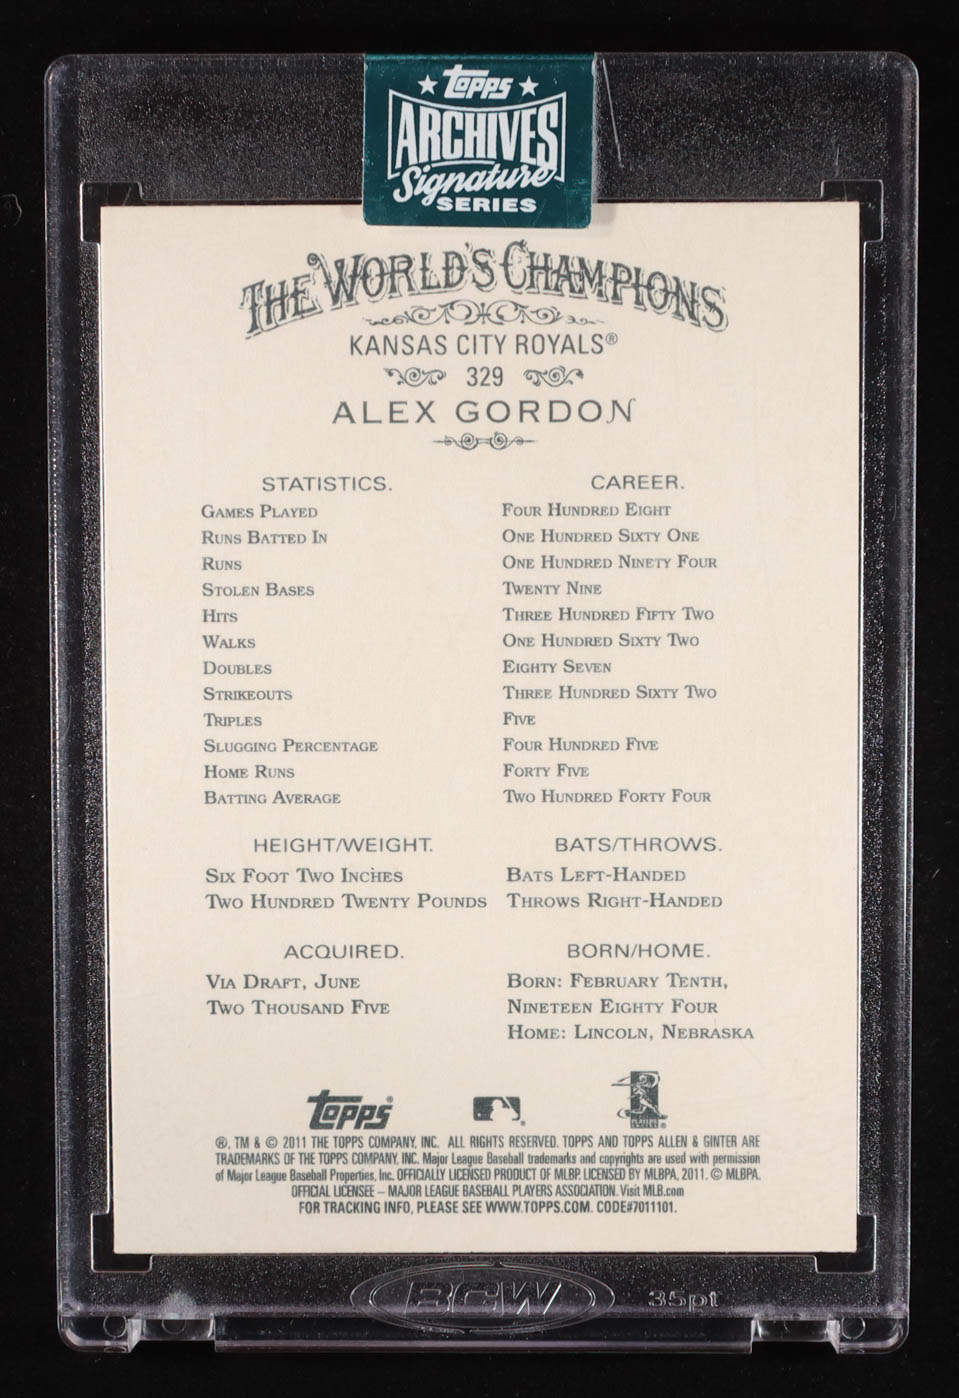 Topps
ARCHIVES
Signature
SERIES
THE WORLD'S CHAMPIONS
KANSAS CITY ROYALS®
329
ALEX GORDON
STATISTICS. CAREER.
GAMES PLAYED FOUR HUNDRED EIGHT
RUNS BATTED IN ONE HUNDRED SIXTY ONE
RUNS ONE HUNDRED NINETY FOUR
STOLEN BASES TWENTY NINE
HITS THREE HUNDRED FIFTY TWO
WALKS ONE HUNDRED SIXTY TWO
DOUBLES EIGHTY SEVEN
STRIKEOUTS THREE HUNDRED SIXTY TWO
TRIPLES FIVE
SLUGGING PERCENTAGE FOUR HUNDRED FIVE
HOME RUNS FORTY FIVE
BATTING AVERAGE TWO HUNDRED FORTY FOUR
HEIGHT/WEIGHT. BATS/THROWS.
SIX FOOT TWO INCHES BATS LEFT-HANDED
TWO HUNDRED TWENTY POUNDS THROWS RIGHT-HANDED
ACQUIRED. BORN/HOME.
VIA DRAFT, JUNE BORN: FEBRUARY TENTH,
TWO THOUSAND FIVE NINETEEN EIGHTY FOUR
HOME: LINCOLN, NEBRASKA
Topps
®, TM & © 2011 THE TOPPS COMPANY, INC. ALL RIGHTS RESERVED. TOPPS AND TOPPS ALLEN & GINTER ARE
TRADEMARKS OF THE TOPPS COMPANY, INC. Major League Baseball trademarks and copyrights are used with permission
of Major League Baseball Properties, Inc. OFFICIALLY LICENSED PRODUCT OF MLBP. LICENSED BY MLBPA, 2011. © MLBPA.
OFFICIAL LICENSEE – MAJOR LEAGUE BASEBALL PLAYERS ASSOCIATION. Visit MLB.com
FOR TRACKING INFO, PLEASE SEE WWW.TOPPS.COM. CODE#7011101.
BCW
35pt